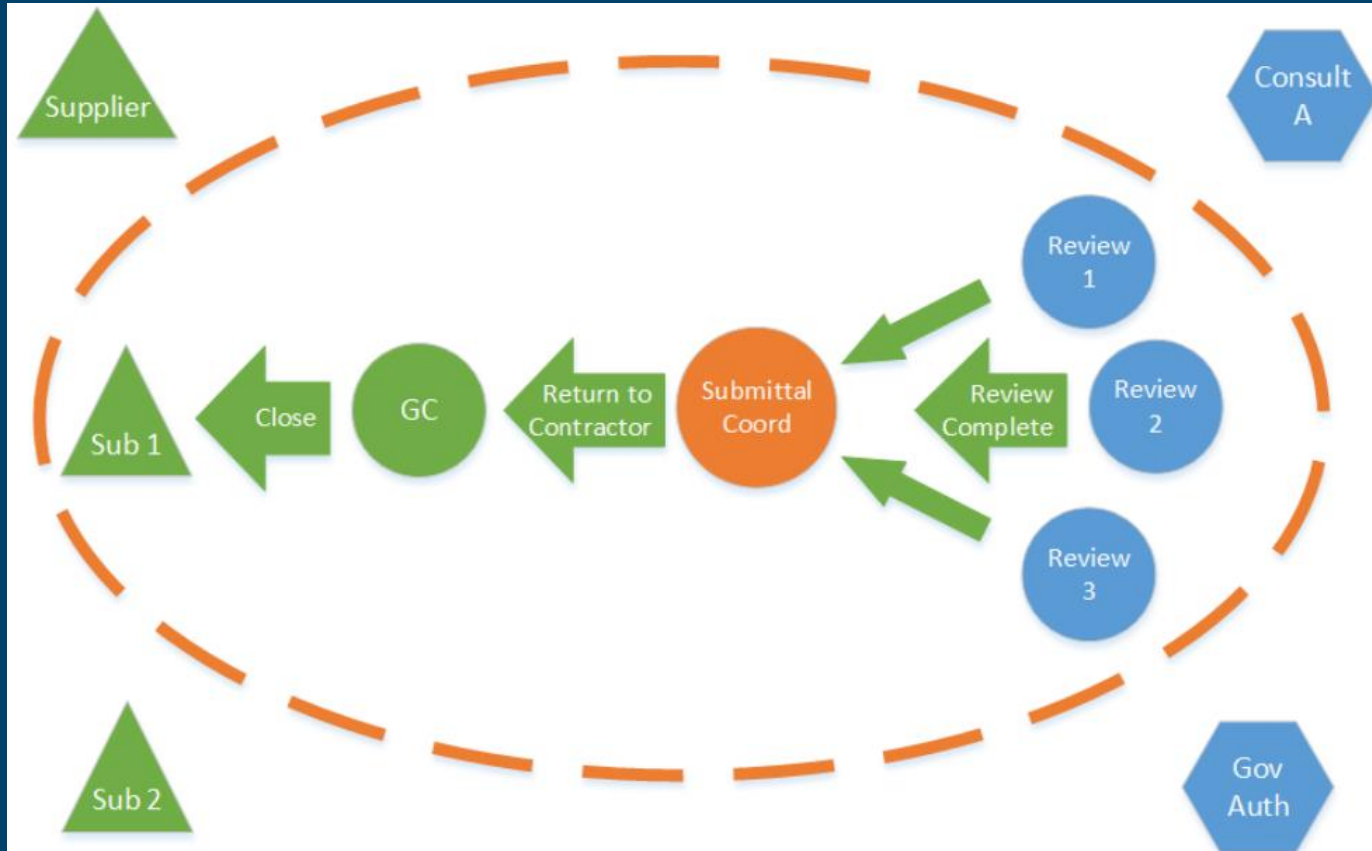 Supplier
Consult
A
Review
1
Sub 1
Close
GC
Return to
Contractor
Submittal
Coord
Review
Complete
Review
2
Review
3
Sub 2
Gov
Auth